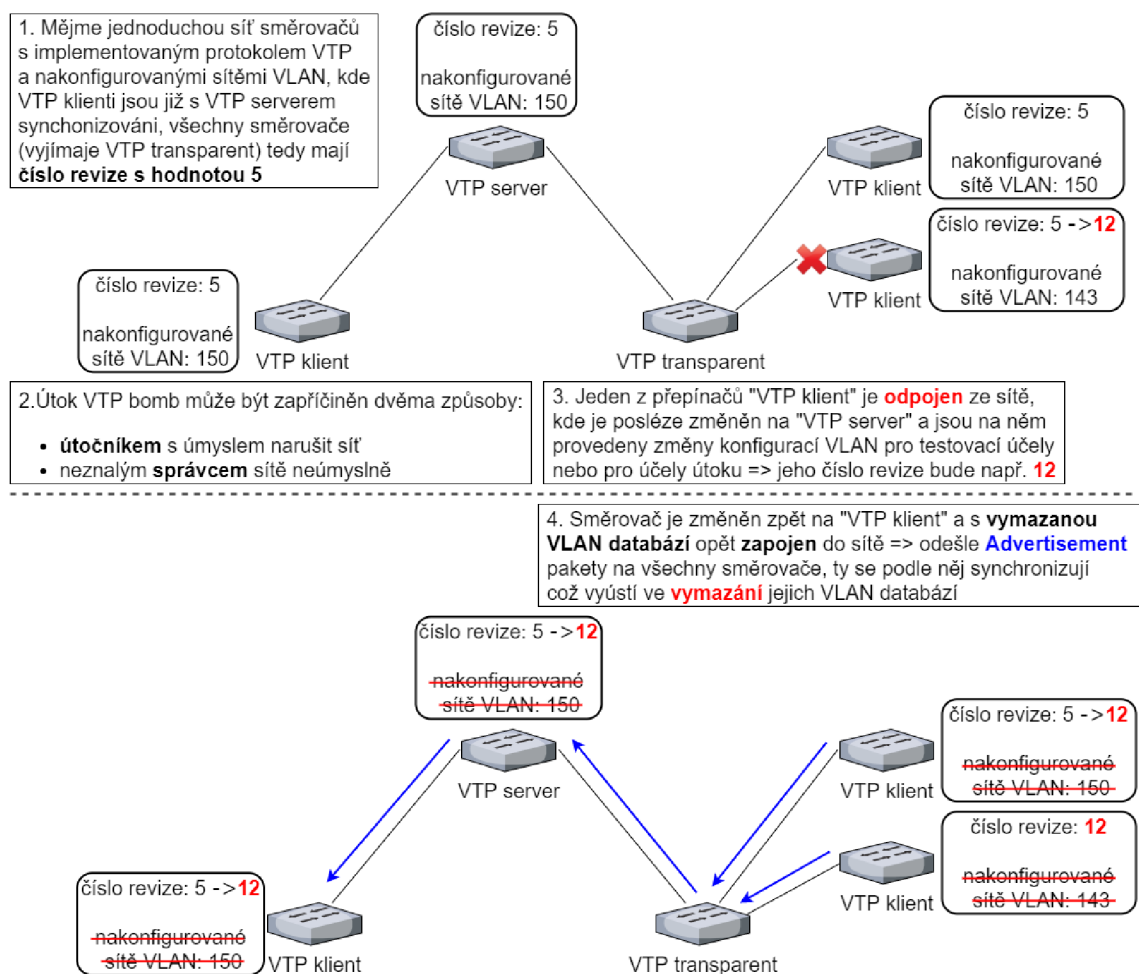 1. Mějme jednoduchou síť směrovačů
s implementovaným protokolem VTP
a nakonfigurovanými sítěmi VLAN, kde
VTP klienti jsou již s VTP serverem
synchonizováni, všechny směrovače
(vyjímaje VTP transparent) tedy mají
číslo revize s hodnotou 5
číslo revize: 5
nakonfigurované
sítě VLAN: 150
VTP server
číslo revize: 5
nakonfigurované
sítě VLAN: 150
VTP klient
číslo revize: 5 ->12
nakonfigurované
sítě VLAN: 143
VTP klient
číslo revize: 5
nakonfigurované
sítě VLAN: 150
VTP klient
VTP transparent
2.Útok VTP bomb může být zapříčiněn dvěma způsoby:
• útočníkem s úmyslem narušit síť
• neznalým správcem sítě neúmyslně
3. Jeden z přepínačů "VTP klient" je odpojen ze sítě,
kde je posléze změněn na "VTP server" a jsou na něm
provedeny změny konfigurací VLAN pro testovací účely
nebo pro účely útoku => jeho číslo revize bude např. 12
4. Směrovač je změněn zpět na "VTP klient" a s vymazanou
VLAN databází opět zapojen do sítě => odešle Advertisement
pakety na všechny směrovače, ty se podle něj synchronizují
což vyústí ve vymazání jejich VLAN databází
číslo revize: 5 ->12
nakonfigurované
sítě VLAN: 150
VTP server
číslo revize: 5 ->12
nakonfigurované
sítě VLAN: 150
VTP klient
číslo revize: 12
nakonfigurované
sítě VLAN: 143
VTP klient
číslo revize: 5 ->12
nakonfigurované
sítě VLAN: 150
VTP klient
VTP transparent